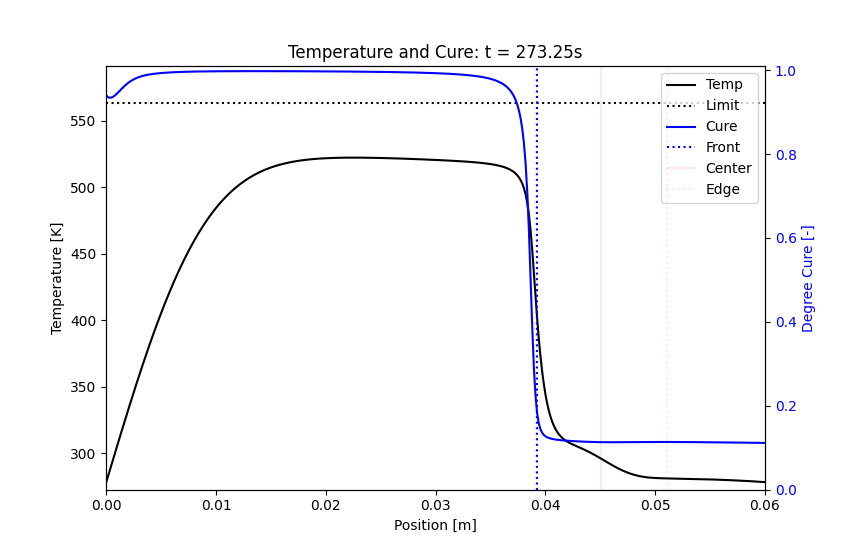 Temperature and Cure: t = 273.25s
Temp
Limit
Cure
Front
Center
Edge
Temperature [K]
550
500
450
400
350
300
Degree Cure [-]
1.0
0.8
0.6
0.4
0.2
0.0
0.00 0.01 0.02 0.03 0.04 0.05 0.06
Position [m]